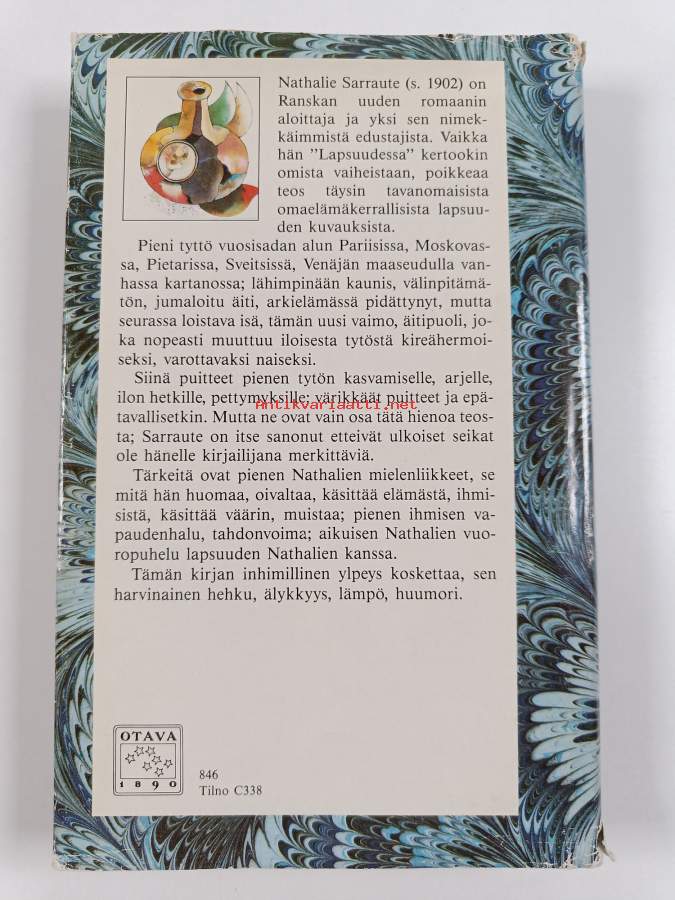 Nathalie Sarraute (s. 1902) on
Ranskan uuden romaanin
aloittaja ja yksi sen nimek-
käimmistä edustajista. Vaikka
hän ”Lapsuudessa” kertookin
omista vaiheistaan, poikkeaa
teos täysin tavanomaisista
omaelämäkerrallisista lapsuu-
den kuvauksista.
Pieni tyttö vuosisadan alun Pariisissa, Moskovas-
sa, Pietarissa, Sveitsissä, Venäjän maaseudulla van-
hassa kartanossa; lähimpinään kaunis, välinpitämä-
tön, jumaloitu äiti, arkielämässä pidättynyt, mutta
seurassa loistava isä, tämän uusi vaimo, äitipuoli, jo-
ka nopeasti muuttuu iloisesta tytöstä kireähermoi-
seksi, varottavaksi naiseksi.
Siinä puitteet pienen tytön kasvamiselle, arjelle,
ilon hetkille, pettymyksille; värikkäät puitteet ja epä-
Antikvariaatti.net
tavallisetkin. Mutta ne ovat vain osa tätä hienoa teos-
ta; Sarraute on itse sanonut etteivät ulkoiset seikat
ole hänelle kirjailijana merkittäviä.
Tärkeitä ovat pienen Nathalien mielenliikkeet, se
mitä hän huomaa, oivaltaa, käsittää elämästä, ihmi-
sistä, käsittää väärin, muistaa; pienen ihmisen va-
paudenhalu, tahdonvoima; aikuisen Nathalien vuo-
ropuhelu lapsuuden Nathalien kanssa.
Tämän kirjan inhimillinen ylpeys koskettaa, sen
harvinainen hehku, älykkyys, lämpö, huumori.
OTAVA
1890
846
Tilno C338